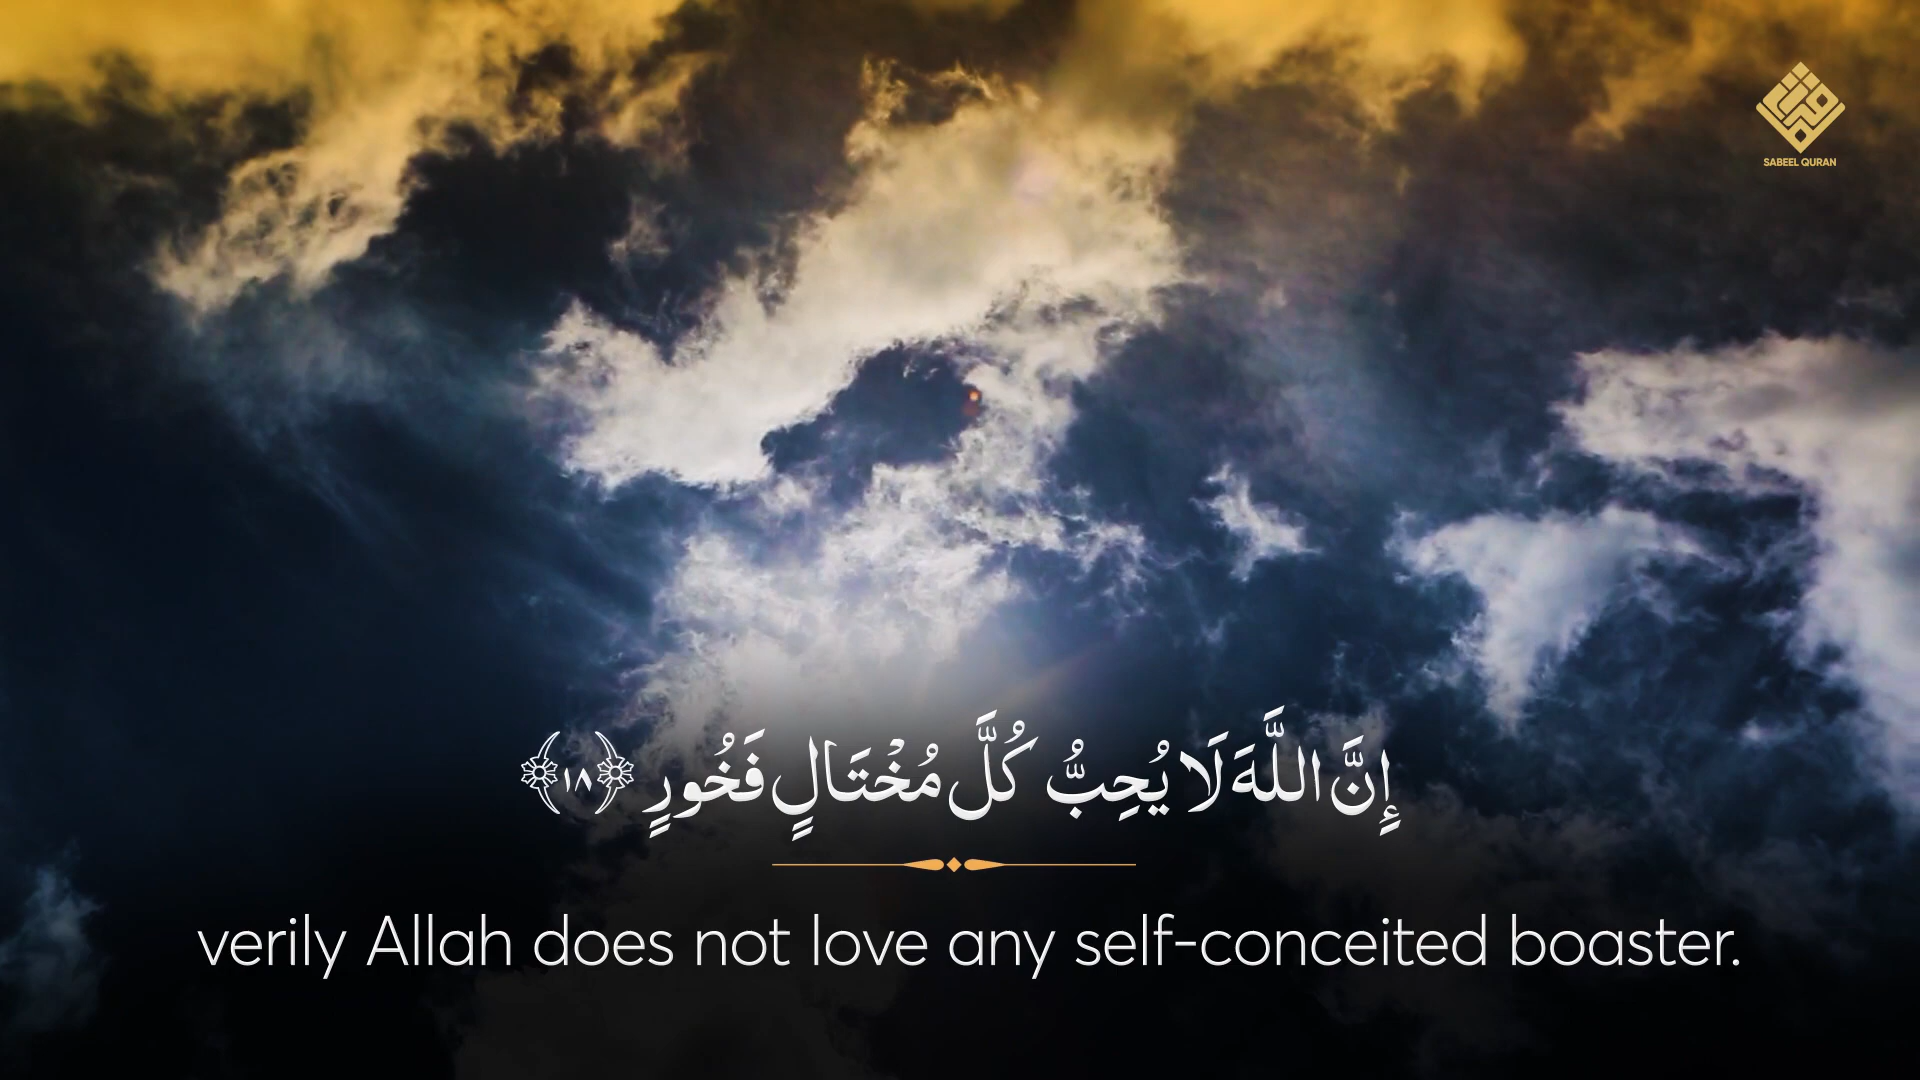 SABEEL QURAN
إِنَّ اللَّهَ لَا يُحِبُّ كُلَّ مُخْتَالٍ فَخُورٍ ﴿١٨﴾
verily Allah does not love any self-conceited boaster.